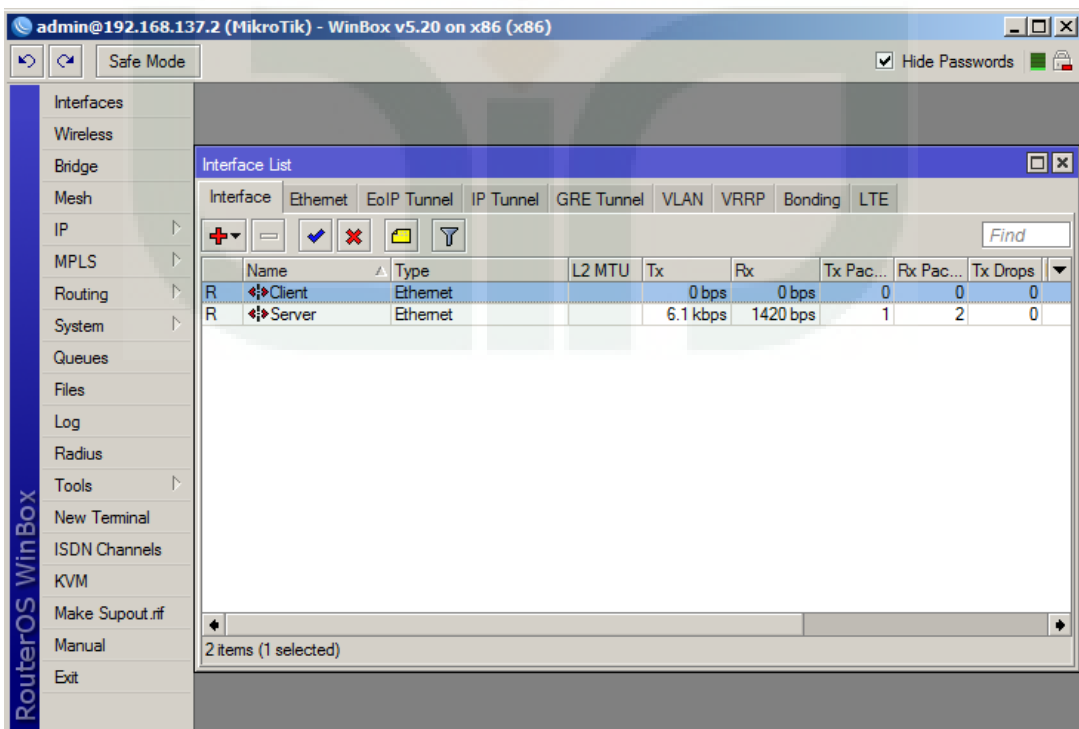 admin@192.168.137.2 (MikroTik) - WinBox v5.20 on x86 (x86)
Safe Mode
Hide Passwords
Interfaces
Wireless
Bridge
Mesh
IP
MPLS
Routing
System
Queues
Files
Log
Radius
Tools
New Terminal
ISDN Channels
KVM
Make Supout.rif
Manual
Exit
RouterOS WinBox
Interface List
Interface Ethernet EoIP Tunnel IP Tunnel GRE Tunnel VLAN VRRP Bonding LTE
Find
Name Type L2 MTU Tx Rx Tx Pac... Rx Pac... Tx Drops
R Client Ethernet 0 bps 0 bps 0 0 0
R Server Ethernet 6.1 kbps 1420 bps 1 2 0
2 items (1 selected)